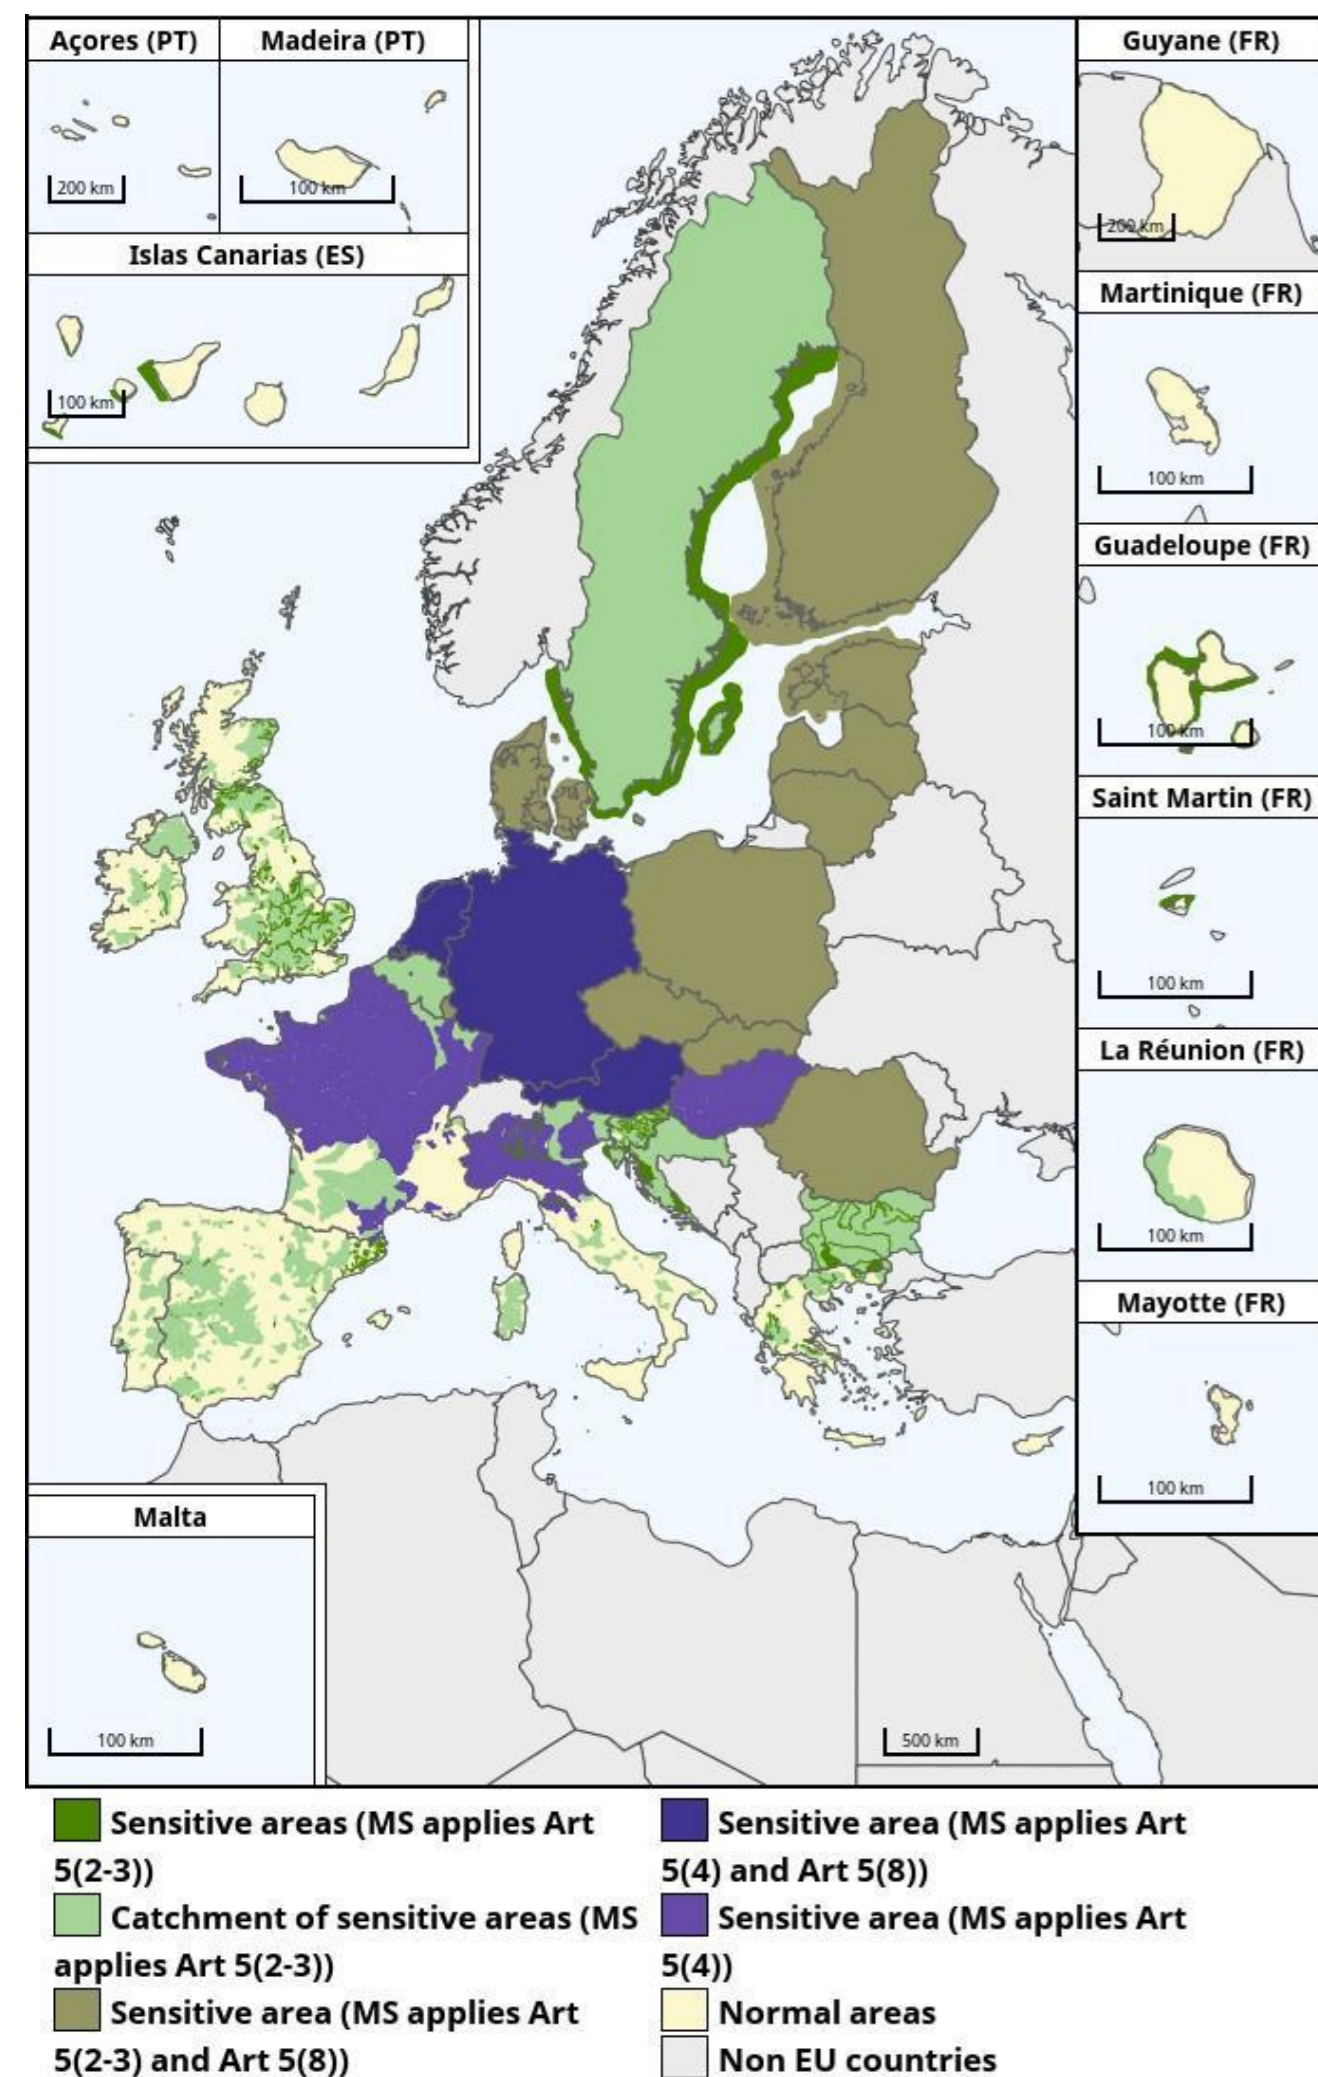 Açores (PT)
Madeira (PT)
200 km
100 km
Islas Canarias (ES)
100 km
Guyane (FR)
200 km
Martinique (FR)
100 km
Guadeloupe (FR)
100 km
Saint Martin (FR)
100 km
La Réunion (FR)
100 km
Mayotte (FR)
100 km
Malta
100 km
500 km
Sensitive areas (MS applies Art
5(2-3))
Catchment of sensitive areas (MS
applies Art 5(2-3))
Sensitive area (MS applies Art
5(2-3) and Art 5(8))
Sensitive area (MS applies Art
5(4) and Art 5(8))
Sensitive area (MS applies Art
5(4))
Normal areas
Non EU countries